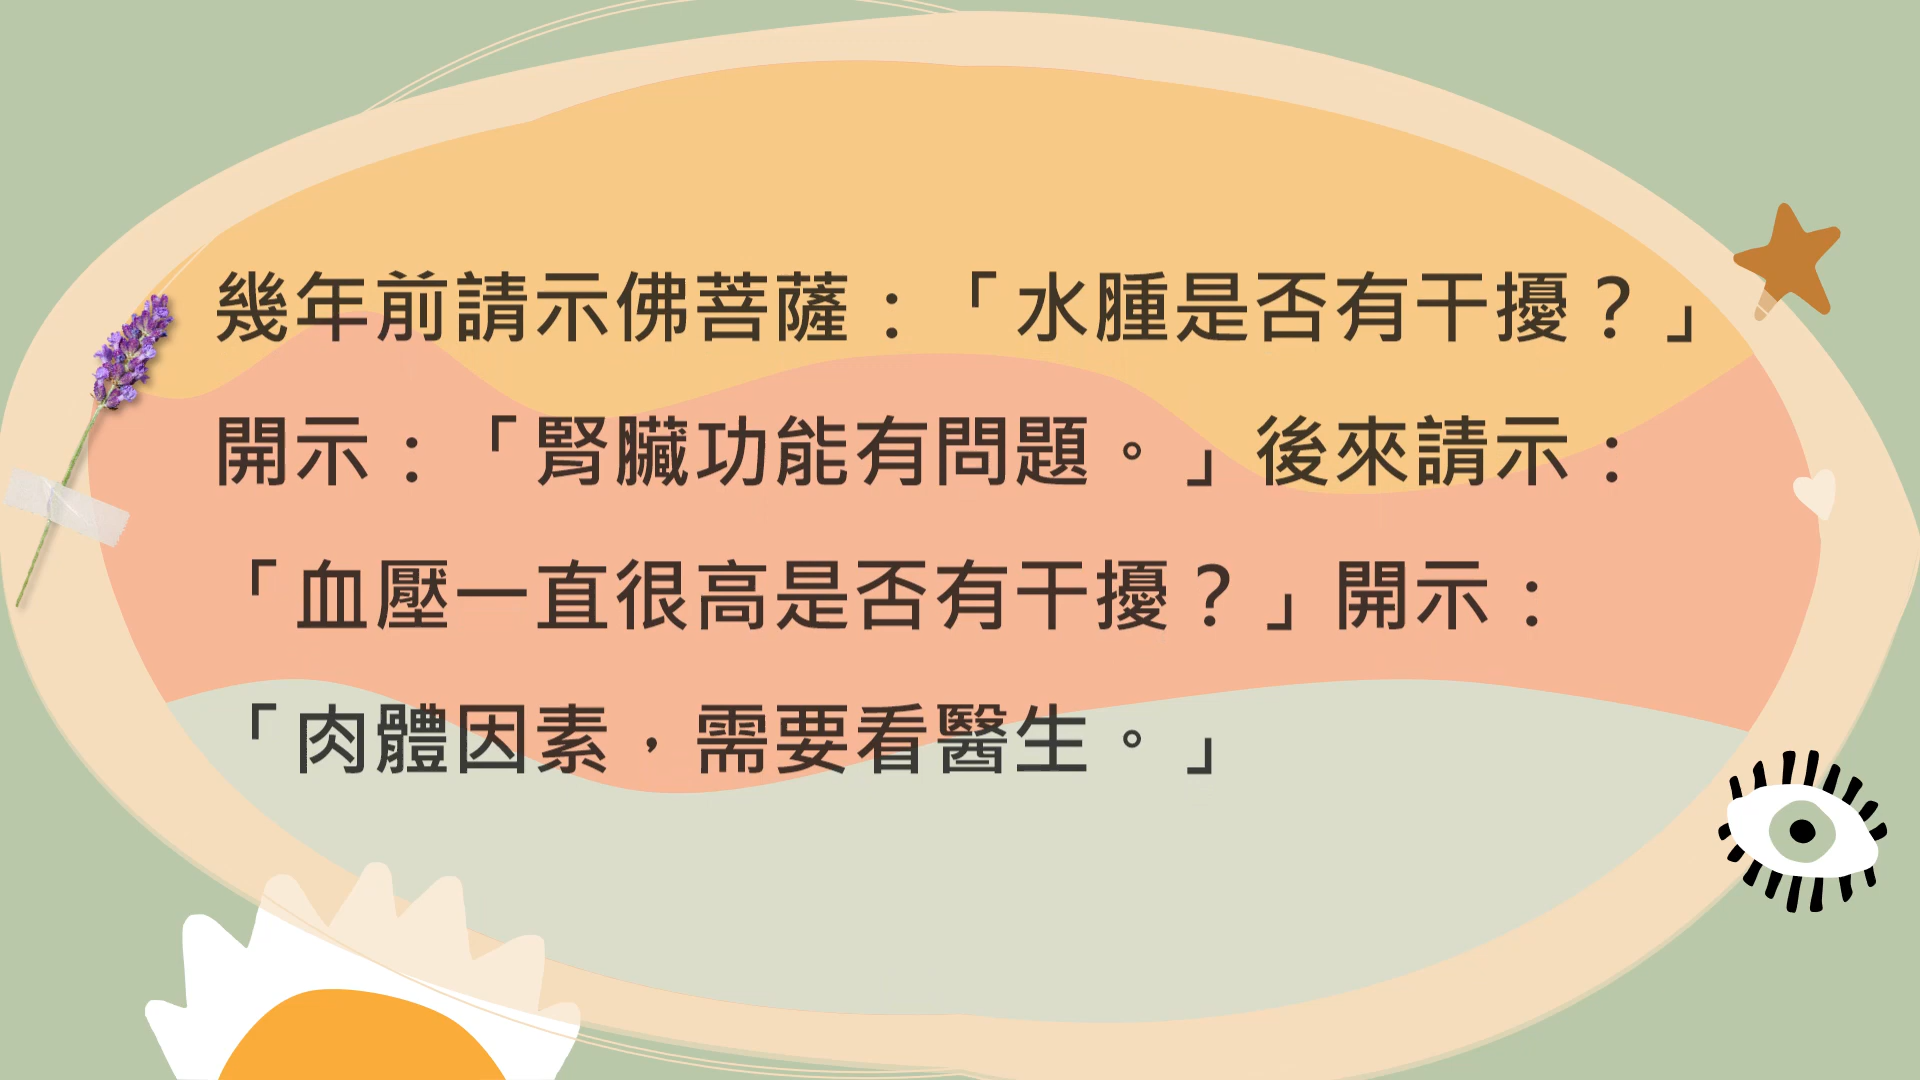 幾年前請示佛菩薩：「水腫是否有干擾？」
開示：「腎臟功能有問題。」後來請示：
「血壓一直很高是否有干擾？」開示：
「肉體因素，需要看醫生。」